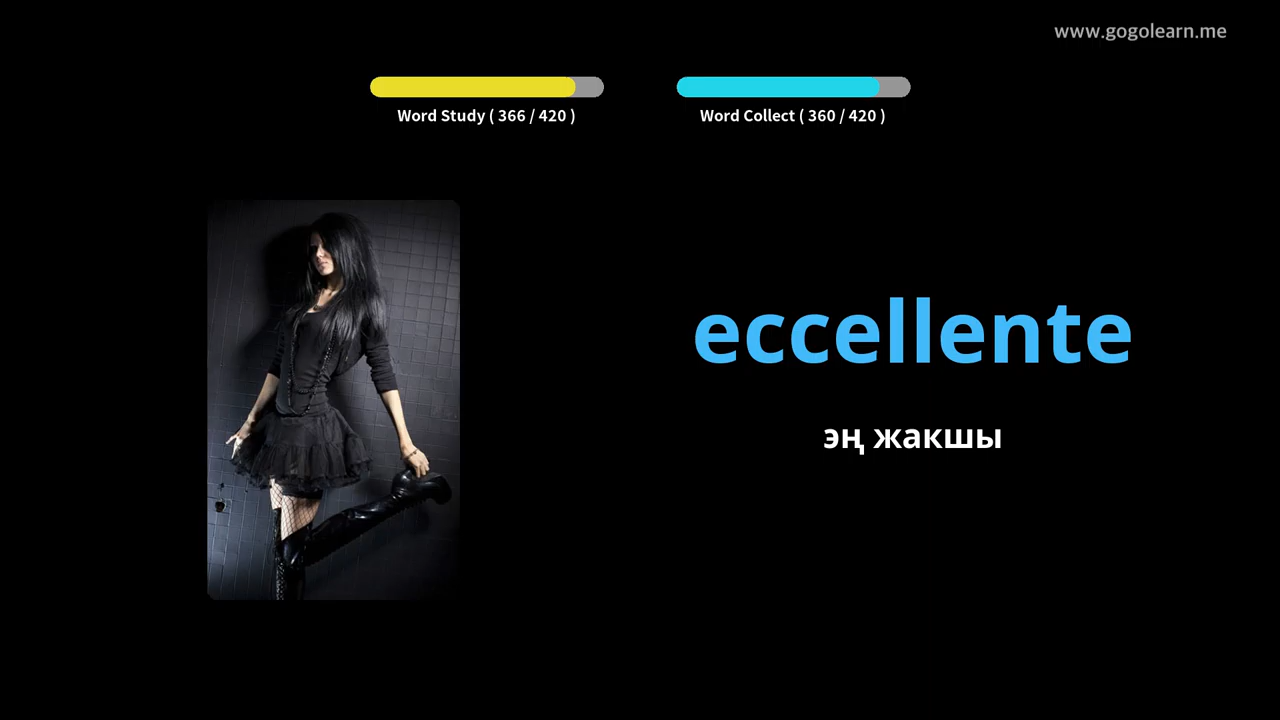 www.gogolearn.me
Word Study ( 366 / 420 )
Word Collect ( 360 / 420 )
eccellente
эң жакшы